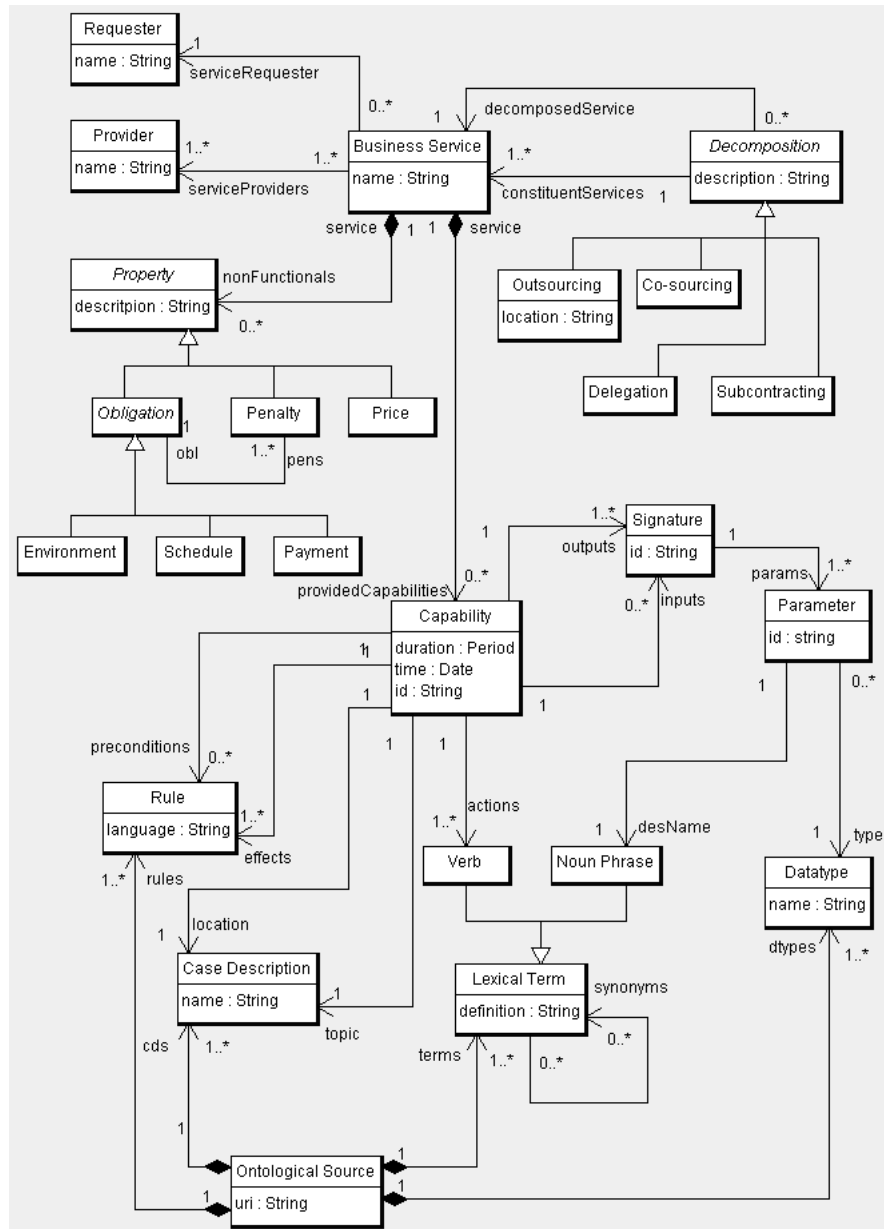 Requester
name : String
1
serviceRequester
0..*
Provider
name : String
1..*
serviceProviders
1..*
Business Service
name : String
1
decomposedService
0..*
1..*
constituentServices
1
Decomposition
description : String
service
1
1
service
Property
descritpion : String
nonFunctionals
0..*
Outsourcing
location : String
Co-sourcing
Delegation
Subcontracting
Obligation
1
obl
Penalty
1..*
pens
Price
Environment
Schedule
Payment
providedCapabilities
0..*
1
1..*
outputs
Signature
id : String
1
params
1..*
0..*
inputs
Capability
duration : Period
time : Date
id : String
1
1
1
1
1
1
Parameter
id : string
1
0..*
preconditions
0..*
Rule
language : String
1..*
effects
1..*
rules
actions
1..*
Verb
1
desName
Noun Phrase
1
type
Datatype
name : String
dtypes
1..*
location
1
Case Description
name : String
1
topic
cds
1..*
Lexical Term
definition : String
synonyms
0..*
0..*
terms
1..*
1
1
Ontological Source
uri : String
1
1